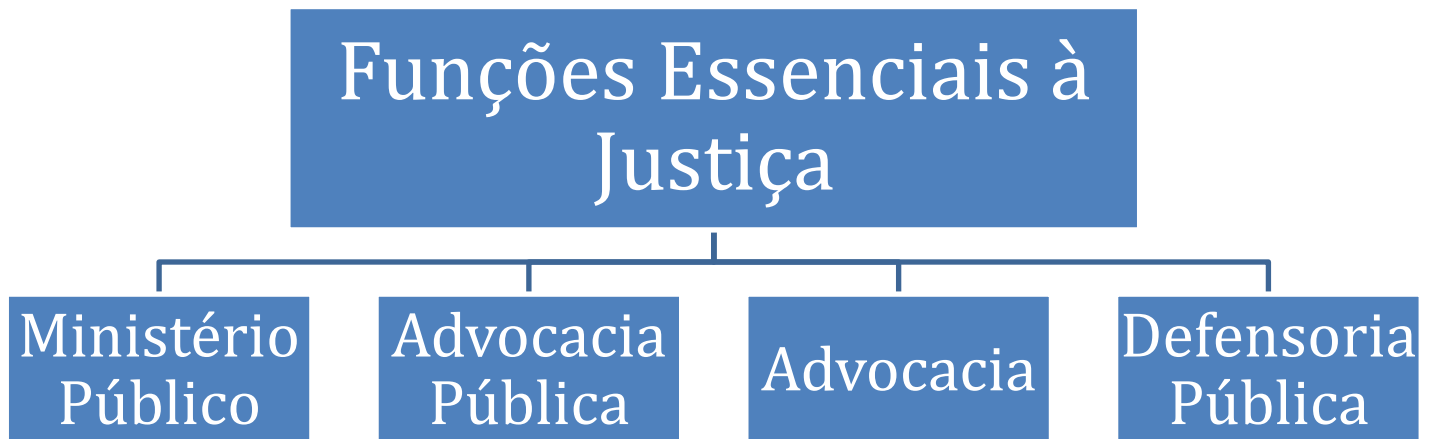 Funções Essenciais à
Justiça
Ministério
Público
Advocacia
Pública
Advocacia
Defensoria
Pública